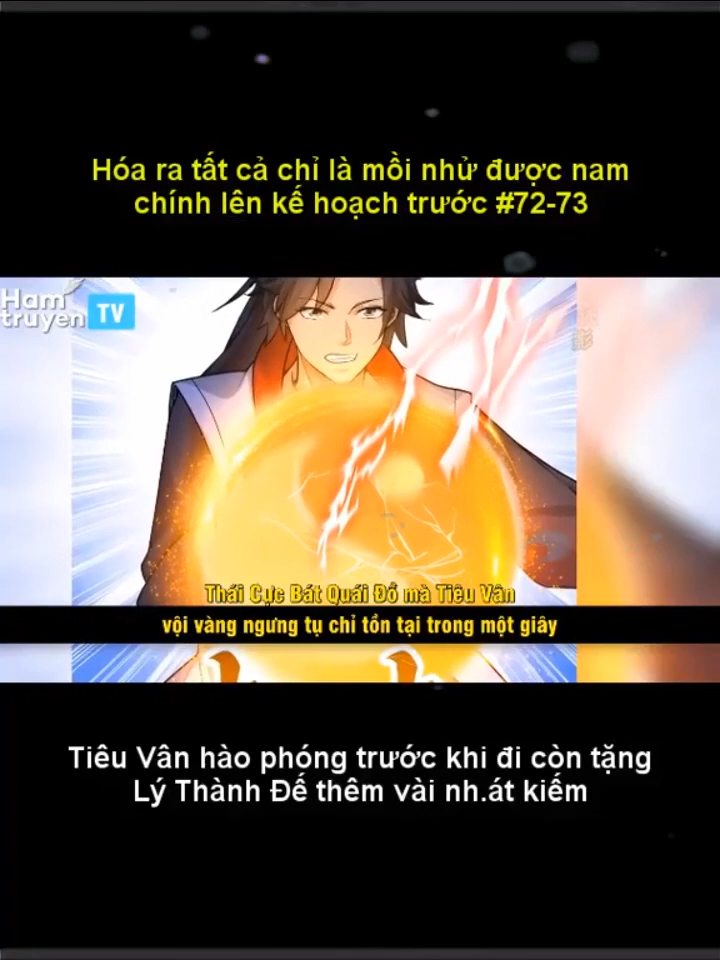 Hóa ra tất cả chỉ là mồi nhử được nam
chính lên kế hoạch trước #72-73
Ham
truyen TV
Thái Cực Bát Quái Đồ mà Tiêu Vân
vội vàng ngưng tụ chỉ tồn tại trong một giây
Tiêu Vân hào phóng trước khi đi còn tặng
Lý Thành Đế thêm vài nh.át kiếm